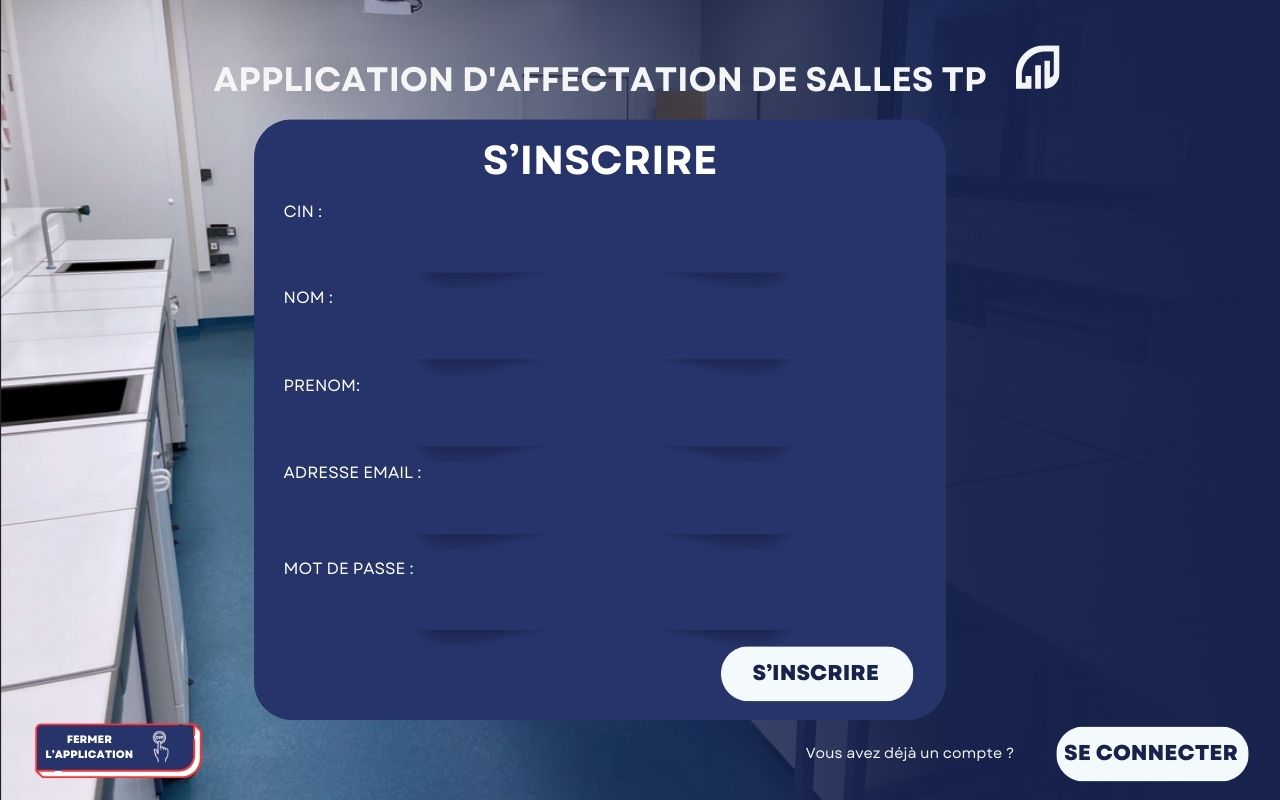 APPLICATION D'AFFECTATION DE SALLES TP
S’INSCRIRE
CIN :
NOM :
PRENOM:
ADRESSE EMAIL :
MOT DE PASSE :
S’INSCRIRE
FERMER
L’APPLICATION
OFF
Vous avez déjà un compte ?
SE CONNECTER